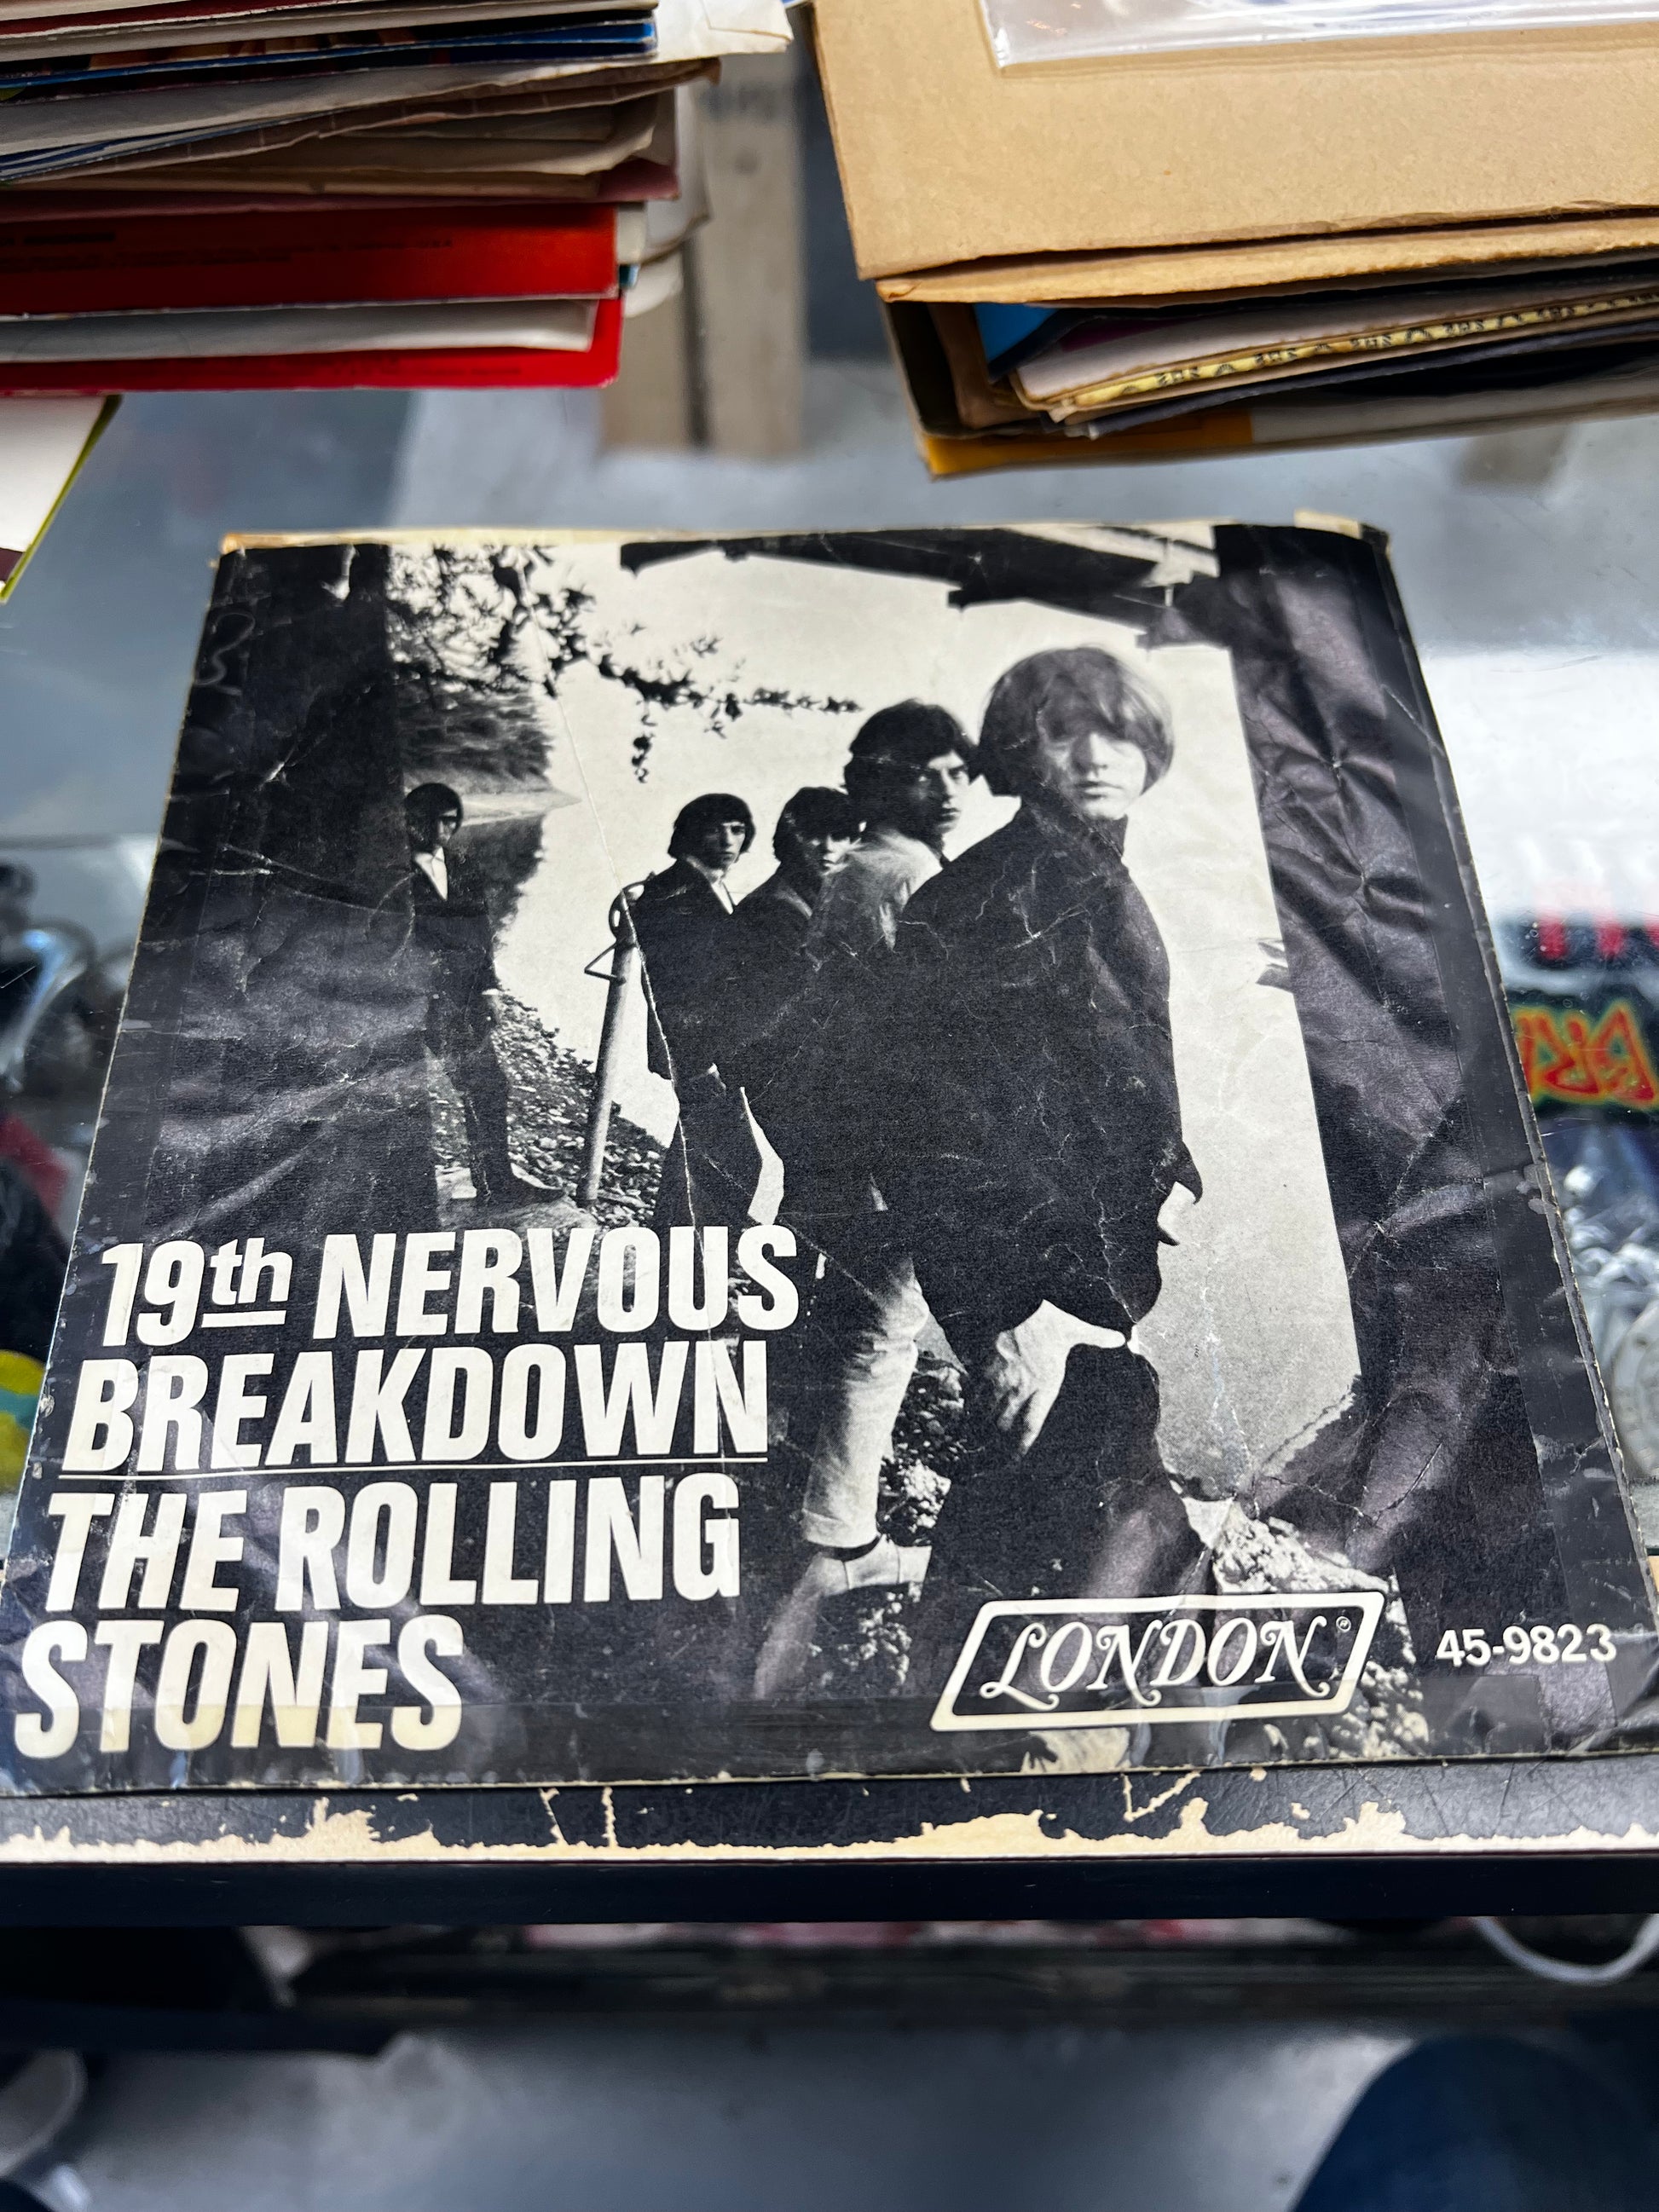 19th NERVOUS
BREAKDOWN
THE ROLLING
STONES
LONDON®
45-9823